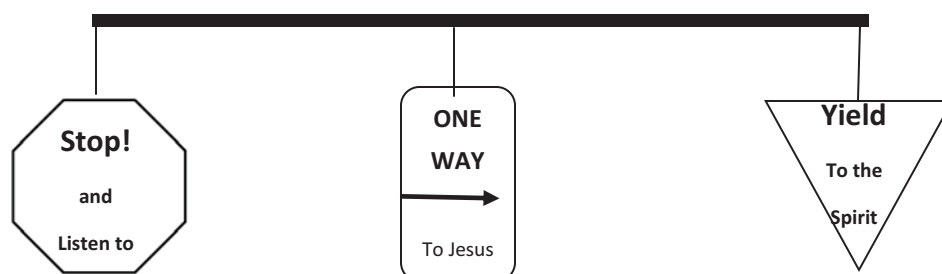 Stop!
and
Listen to
ONE
WAY
To Jesus
Yield
To the
Spirit